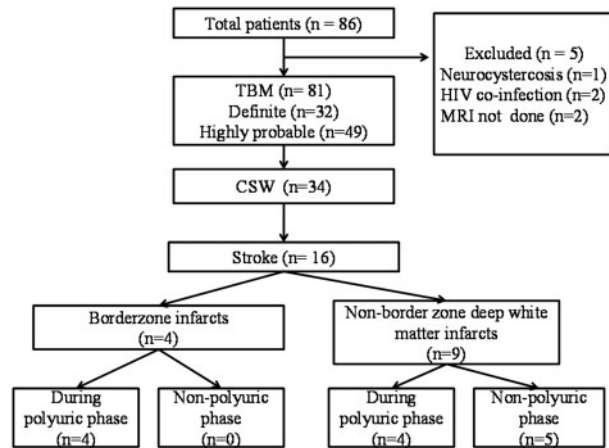 Total patients (n = 86)
Excluded (n = 5)
Neurocystercosis (n=1)
HIV co-infection (n=2)
MRI not done (n=2)
TBM (n= 81)
Definite (n=32)
Highly probable (n=49)
CSW (n=34)
Stroke (n= 16)
Borderzone infarcts
(n=4)
Non-border zone deep white
matter infarcts
(n=9)
During
polyuric phase
(n=4)
Non-polyuric
phase
(n=0)
During
polyuric phase
(n=4)
Non-polyuric
phase
(n=5)